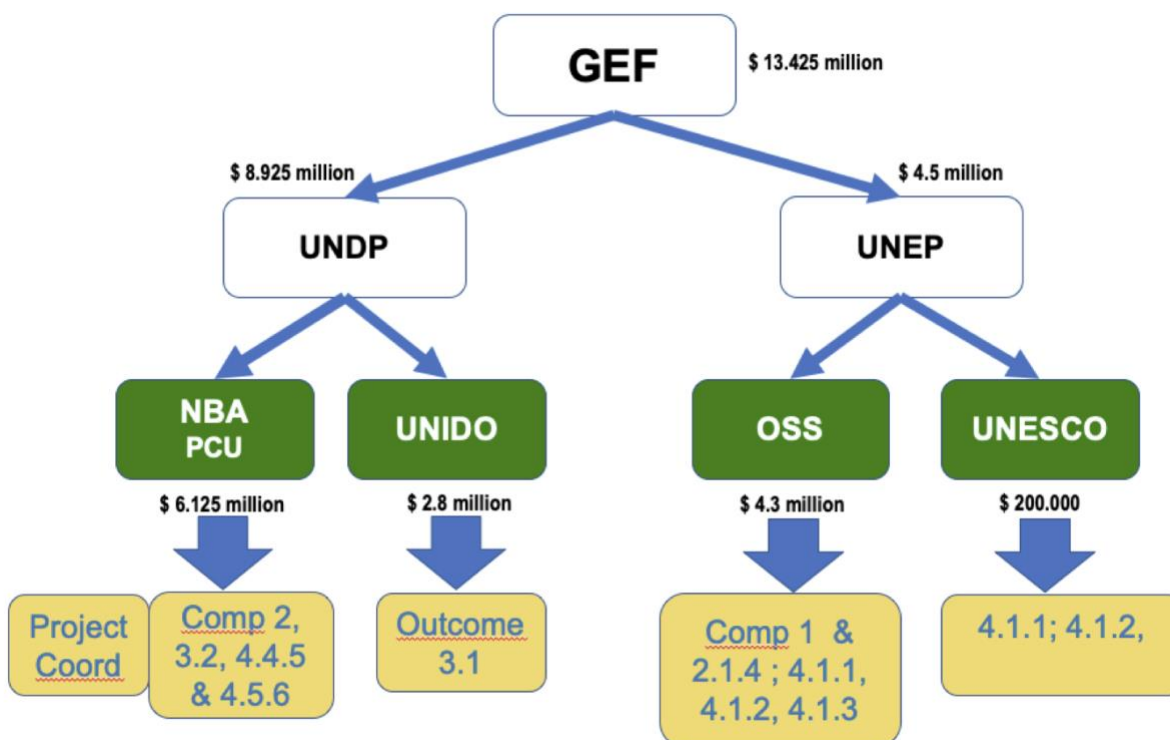 GEF
$ 13.425 million
$ 8.925 million
$ 4.5 million
UNDP
UNEP
NBA
PCU
UNIDO
OSS
UNESCO
$ 6.125 million
$ 2.8 million
$ 4.3 million
$ 200.000
Project
Coord
Comp 2,
3.2, 4.4.5
& 4.5.6
Outcome
3.1
Comp 1 &
2.1.4 ; 4.1.1,
4.1.2, 4.1.3
4.1.1; 4.1.2,